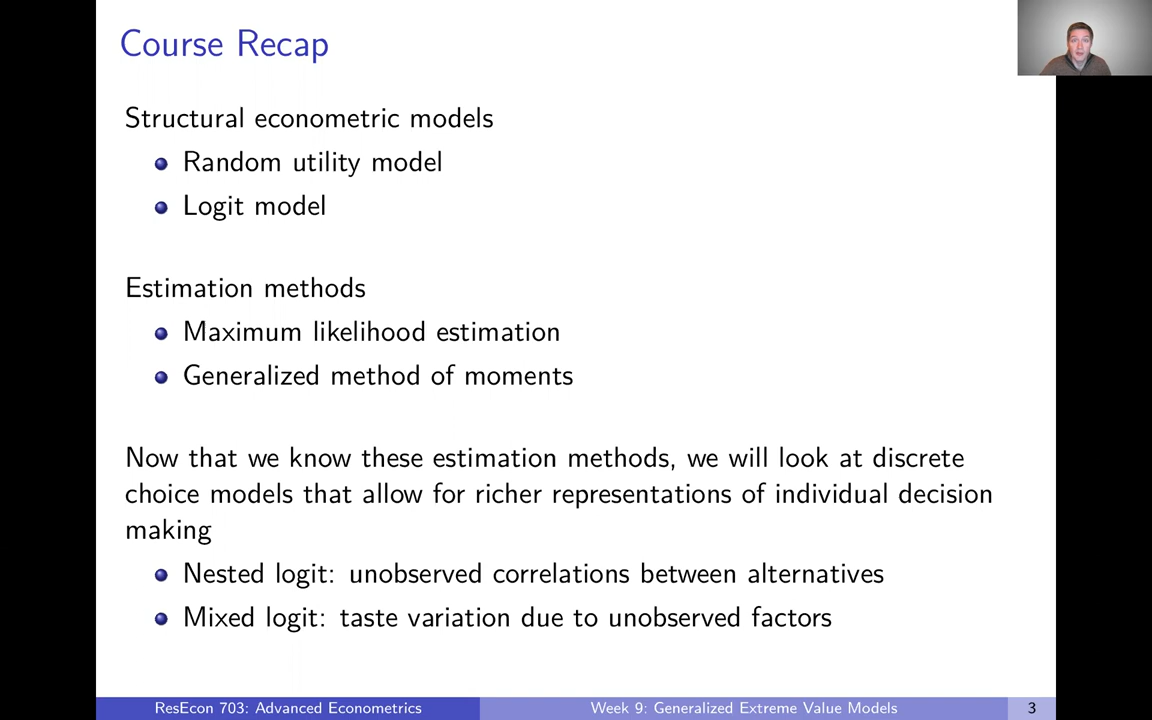 Course Recap
Structural econometric models
Random utility model
Logit model
Estimation methods
Maximum likelihood estimation
Generalized method of moments
Now that we know these estimation methods, we will look at discrete
choice models that allow for richer representations of individual decision
making
Nested logit: unobserved correlations between alternatives
Mixed logit: taste variation due to unobserved factors
ResEcon 703: Advanced Econometrics
Week 9: Generalized Extreme Value Models
3